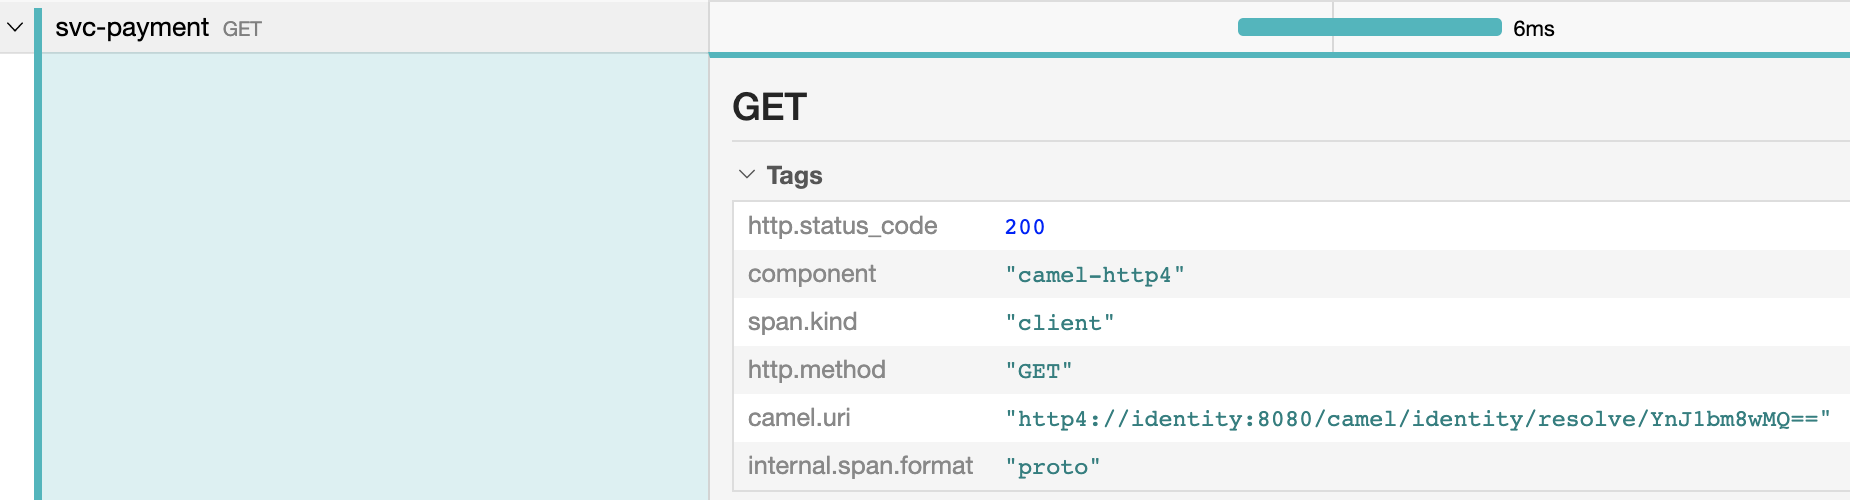 svc-payment GET
6ms
GET
Tags
http.status_code 200
component "camel-http4"
span.kind "client"
http.method "GET"
camel.uri "http4://identity:8080/camel/identity/resolve/YnJ1bm8wMQ=="
internal.span.format "proto"